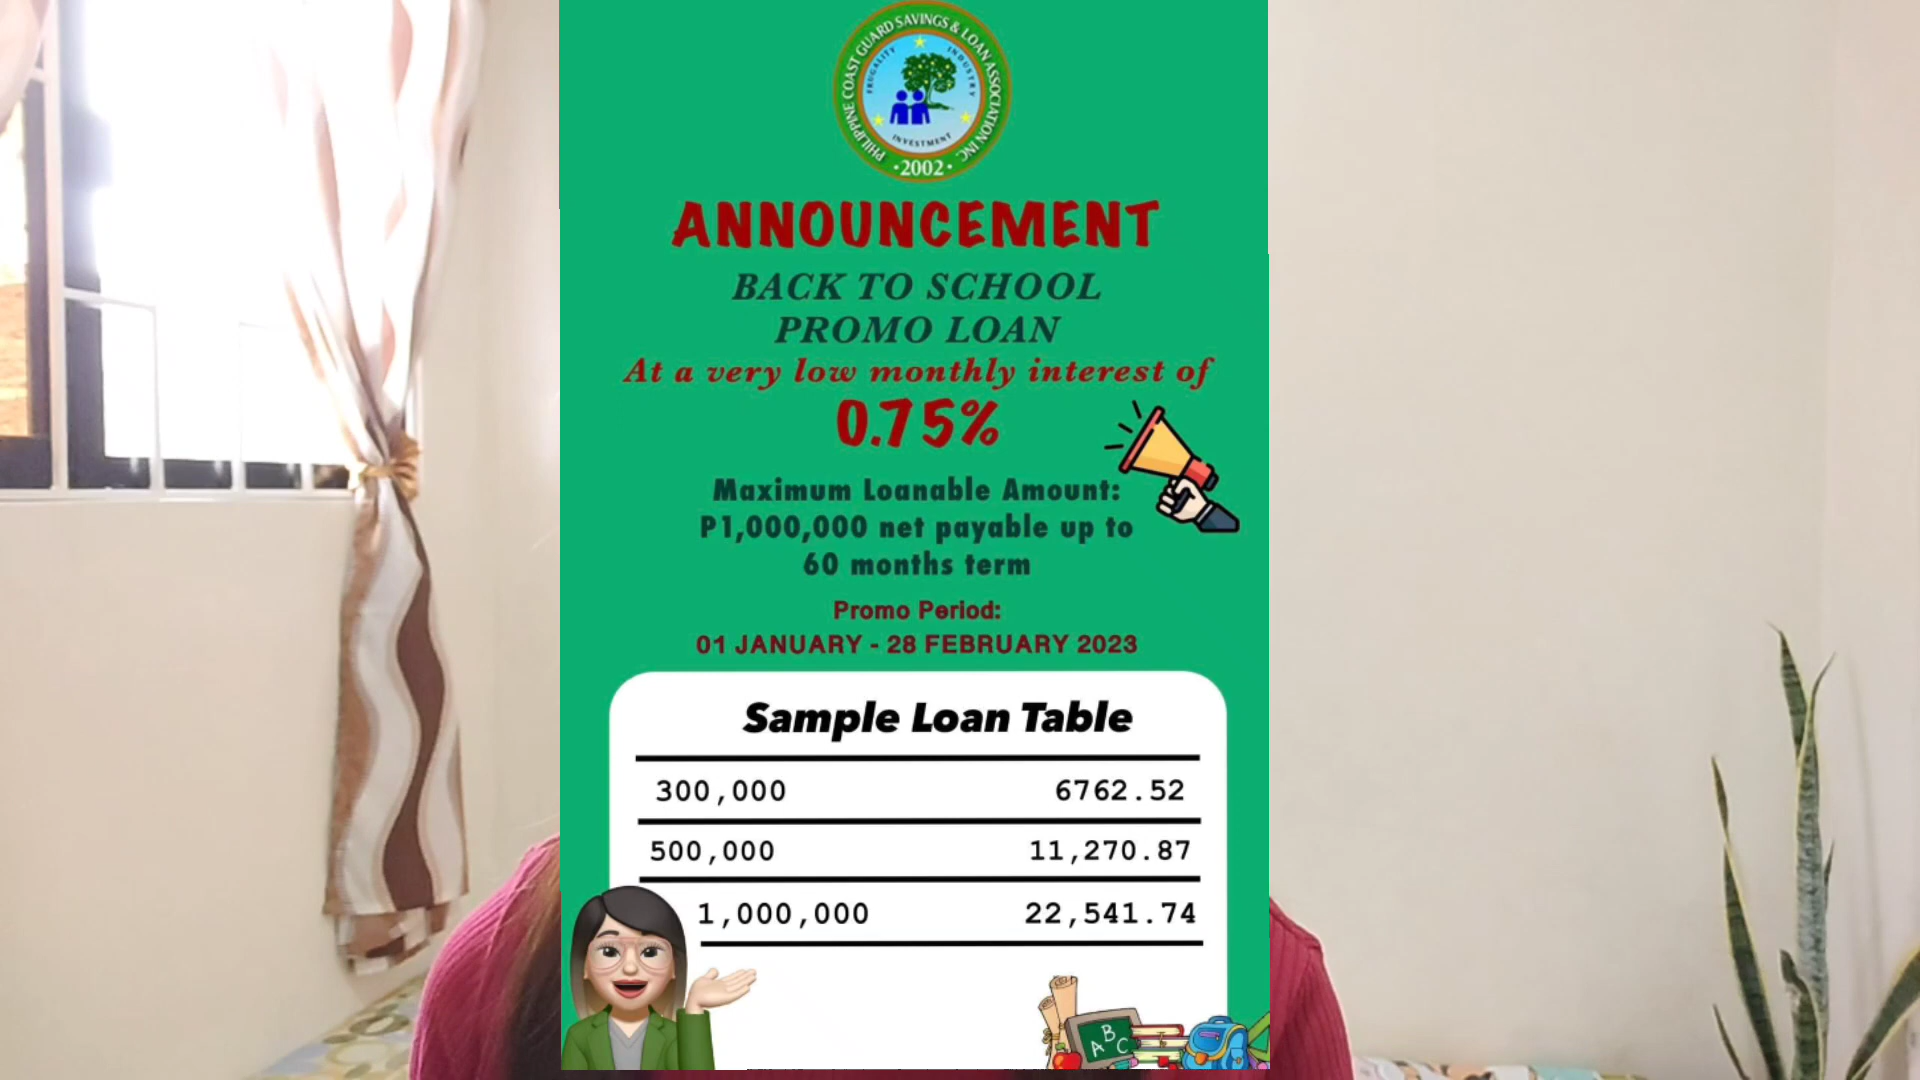 PHILIPPINE COAST GUARD SAVINGS & LOAN ASSOCIATION INC.
FRUGALITY
INDUSTRY
INVESTMENT
•2002•
ANNOUNCEMENT
BACK TO SCHOOL
PROMO LOAN
At a very low monthly interest of
0.75%
Maximum Loanable Amount:
P1,000,000 net payable up to
60 months term
Promo Period:
01 JANUARY - 28 FEBRUARY 2023
Sample Loan Table
300,000 6762.52
500,000 11,270.87
1,000,000 22,541.74
A B C